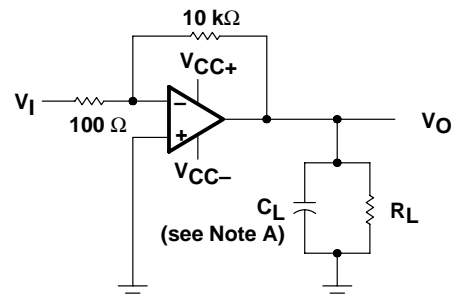 10 kΩ
VCC+
VI
−
100 Ω
+
VO
VCC−
CL
RL
(see Note A)